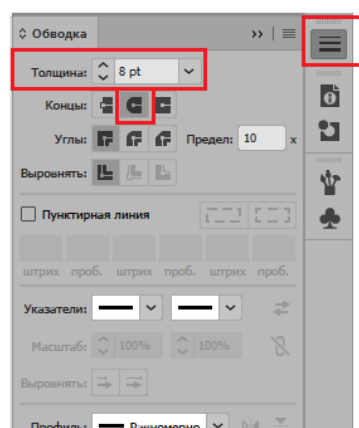 Обводка
Толщина: 8 pt
Концы:
Углы: Предел: 10 x
Выровнять:
Пунктирная линия
штрих проб. штрих проб. штрих проб.
Указатели:
Масштаб: 100% 100%
Выровнять:
Профиль: Равномерно